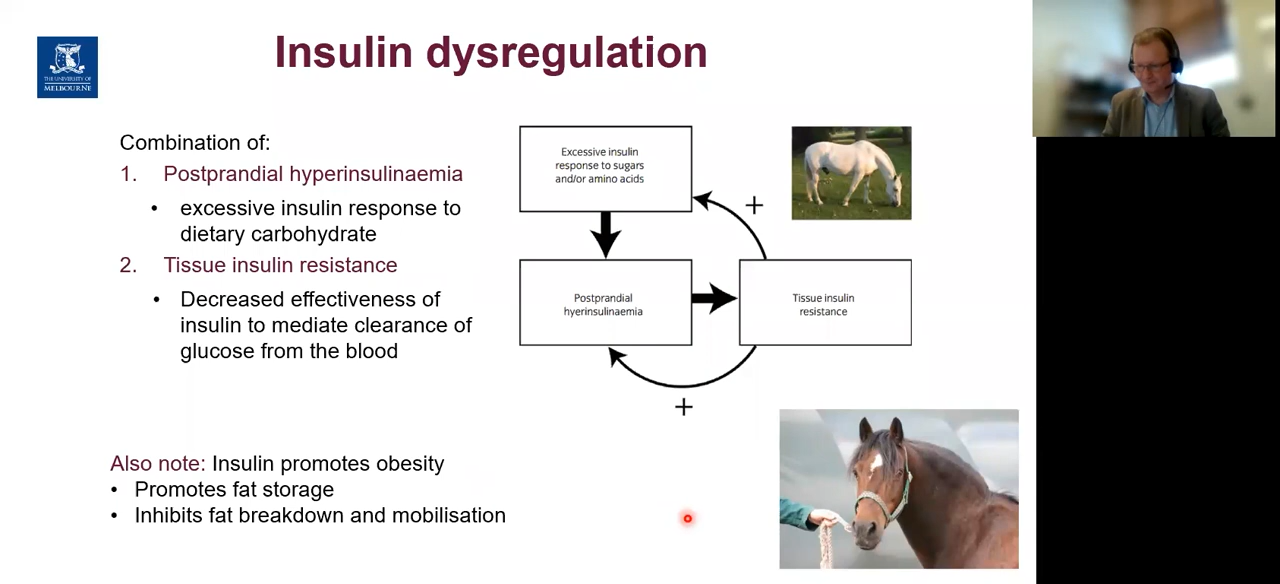 Insulin dysregulation
THE UNIVERSITY OF
MELBOURNE
Combination of:
1. Postprandial hyperinsulinaemia
• excessive insulin response to
dietary carbohydrate
2. Tissue insulin resistance
• Decreased effectiveness of
insulin to mediate clearance of
glucose from the blood
Excessive insulin
response to sugars
and/or amino acids
+
Postprandial
hyerinsulinaemia
Tissue insulin
resistance
+
Also note: Insulin promotes obesity
• Promotes fat storage
• Inhibits fat breakdown and mobilisation